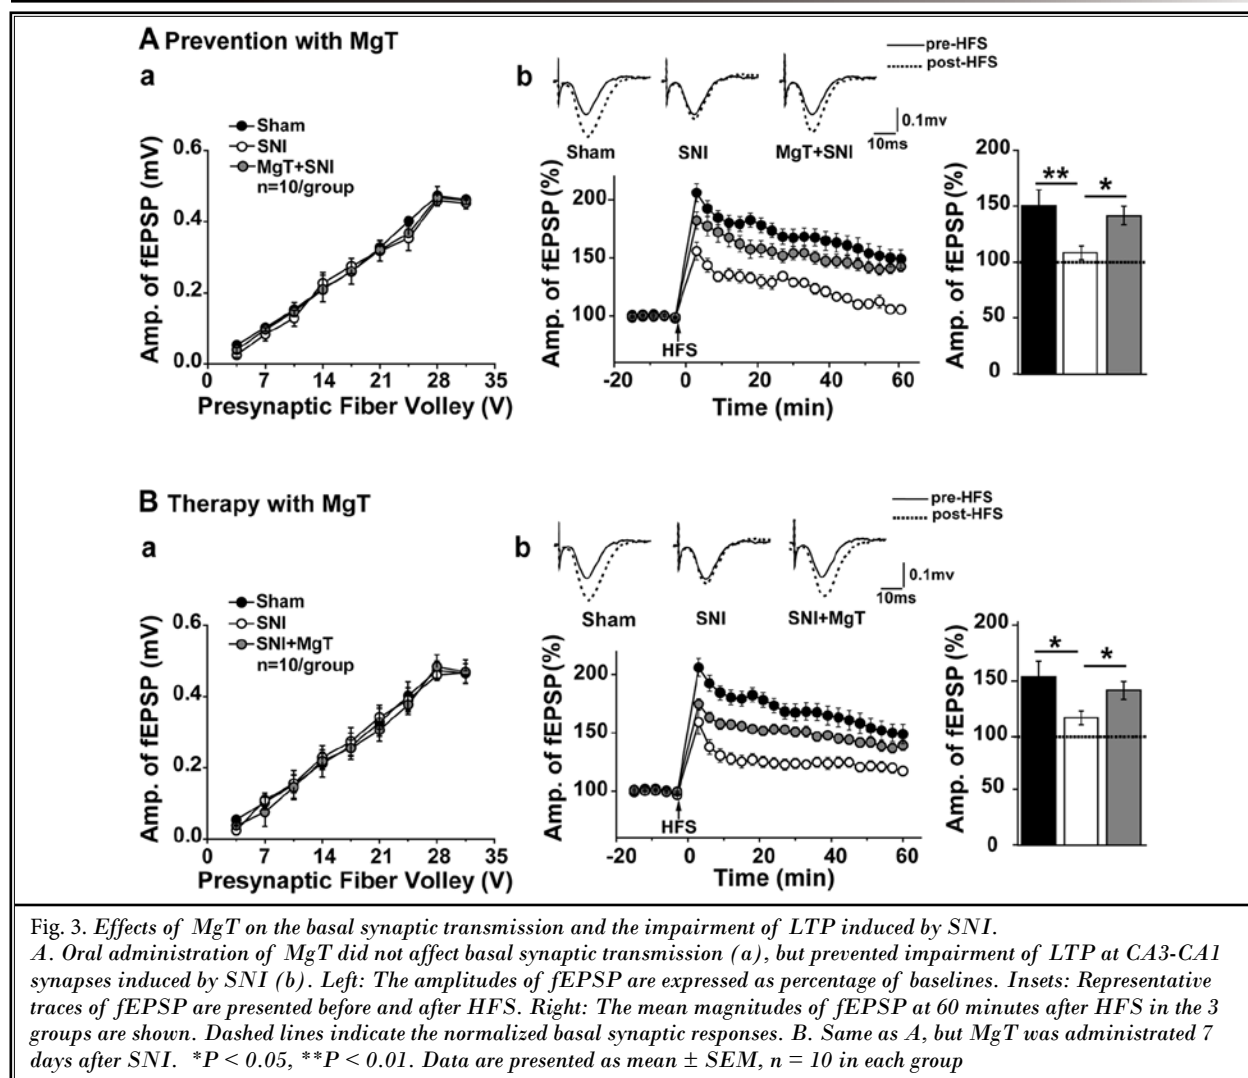 A Prevention with MgT
a
Sham
SNI
MgT+SNI
n=10/group
Amp. of fEPSP (mV)
0.6
0.4
0.2
0.0
0 7 14 21 28 35
Presynaptic Fiber Volley (V)
b
pre-HFS
post-HFS
0.1mv
10ms
Sham SNI MgT+SNI
Amp. of fEPSP (%)
200
150
100
HFS
-20 0 20 40 60
Time (min)
Amp. of fEPSP (%)
200
150
100
50
0
** *
B Therapy with MgT
a
Sham
SNI
SNI+MgT
n=10/group
Amp. of fEPSP (mV)
0.6
0.4
0.2
0.0
0 7 14 21 28 35
Presynaptic Fiber Volley (V)
b
pre-HFS
post-HFS
0.1mv
10ms
Sham SNI SNI+MgT
Amp. of fEPSP (%)
200
150
100
HFS
-20 0 20 40 60
Time (min)
Amp. of fEPSP (%)
200
150
100
50
0
* *
Fig. 3. Effects of MgT on the basal synaptic transmission and the impairment of LTP induced by SNI.
A. Oral administration of MgT did not affect basal synaptic transmission (a), but prevented impairment of LTP at CA3-CA1
synapses induced by SNI (b). Left: The amplitudes of fEPSP are expressed as percentage of baselines. Insets: Representative
traces of fEPSP are presented before and after HFS. Right: The mean magnitudes of fEPSP at 60 minutes after HFS in the 3
groups are shown. Dashed lines indicate the normalized basal synaptic responses. B. Same as A, but MgT was administrated 7
days after SNI. *P < 0.05, **P < 0.01. Data are presented as mean ± SEM, n = 10 in each group